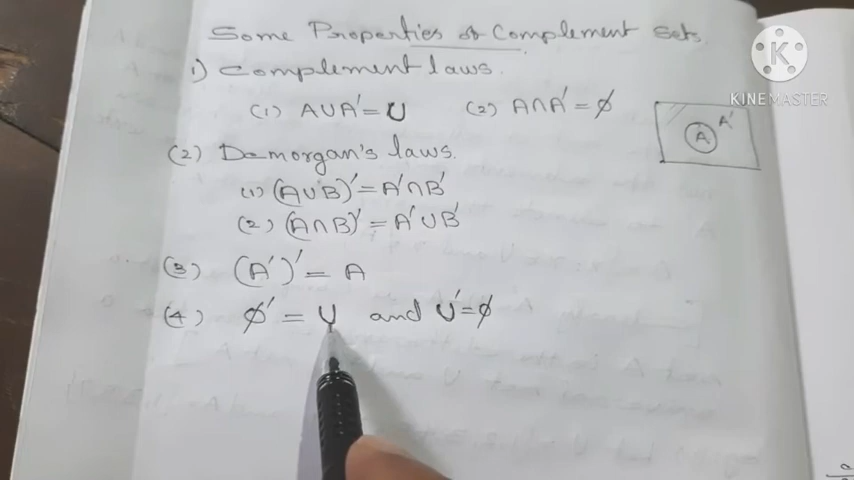 Some Properties of Complement sets.
1) Complement laws.
(1) A∪A′=U (2) A∩A′=ϕ
(2) Demorgan's laws.
(1) (A∪B)′=A′∩B′
(2) (A∩B)′=A′∪B′
(3) (A′)′=A
(4) ϕ′=U and U′=ϕ
A A′
K
KINEMASTER